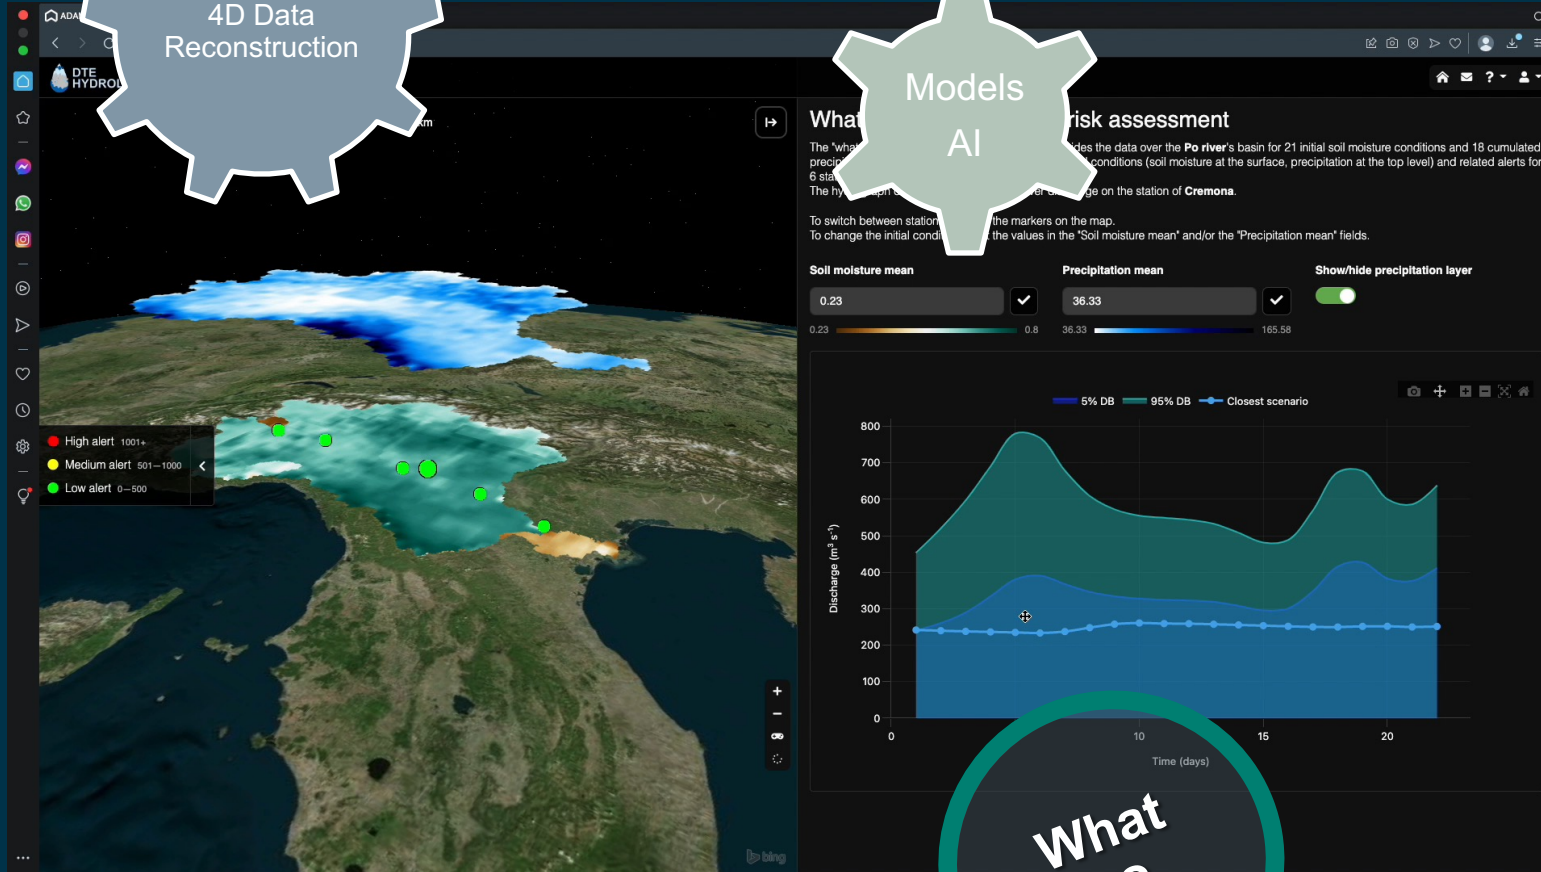 4D Data
Reconstruction
Models
AI
ADA
DTE
HYDROL
km
What
risk assessment
The "what
des the data over the Po river's basin for 21 initial soil moisture conditions and 18 cumulated
conditions (soil moisture at the surface, precipitation at the top level) and related alerts for
The hy
ge on the station of Cremona.
To switch between station
the markers on the map.
To change the initial condi
the values in the "Soil moisture mean" and/or the "Precipitation mean" fields.
Soil moisture mean
Precipitation mean
Show/hide precipitation layer
0.23
36.33
0.23
0.8
36.33
165.58
High alert 1001+
Medium alert 501—1000
Low alert 0—500
5% DB
95% DB
Closest scenario
800
700
600
500
400
300
200
100
0
Discharge (m³ s⁻¹)
0
10
15
20
Time (days)
bing
What